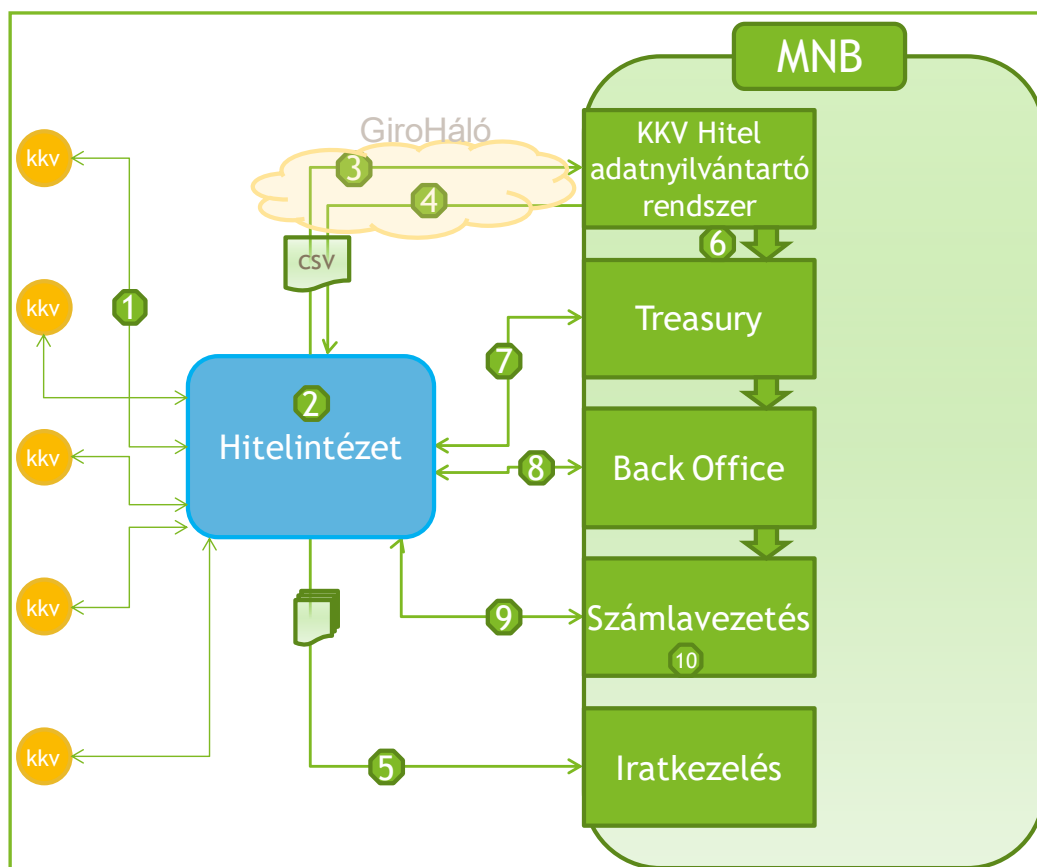 MNB
GiroHáló
kkv
3
KKV Hitel
adatnyilvántartó
rendszer
4
6
CSV
kkv
1
Treasury
7
2
Hitelintézet
kkv
8
Back Office
kkv
9
Számlavezetés
10
kkv
5
Iratkezelés